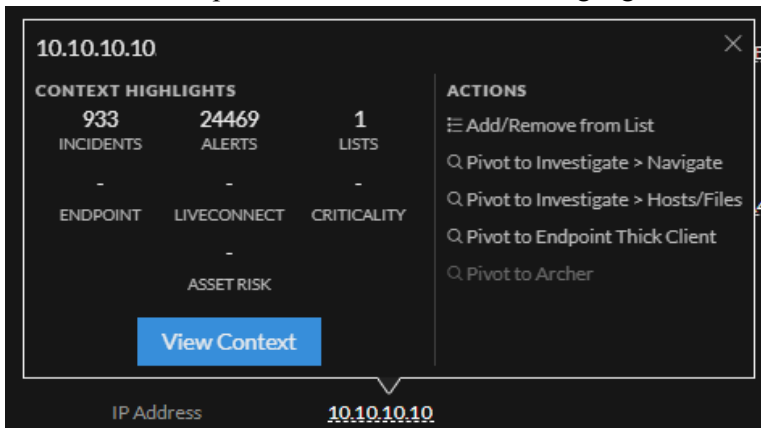 10.10.10.10
CONTEXT HIGHLIGHTS
933 24469 1
INCIDENTS ALERTS LISTS
- - -
ENDPOINT LIVECONNECT CRITICALITY
-
ASSET RISK
View Context
ACTIONS
Add/Remove from List
Pivot to Investigate > Navigate
Pivot to Investigate > Hosts/Files
Pivot to Endpoint Thick Client
Pivot to Archer
IP Address 10.10.10.10